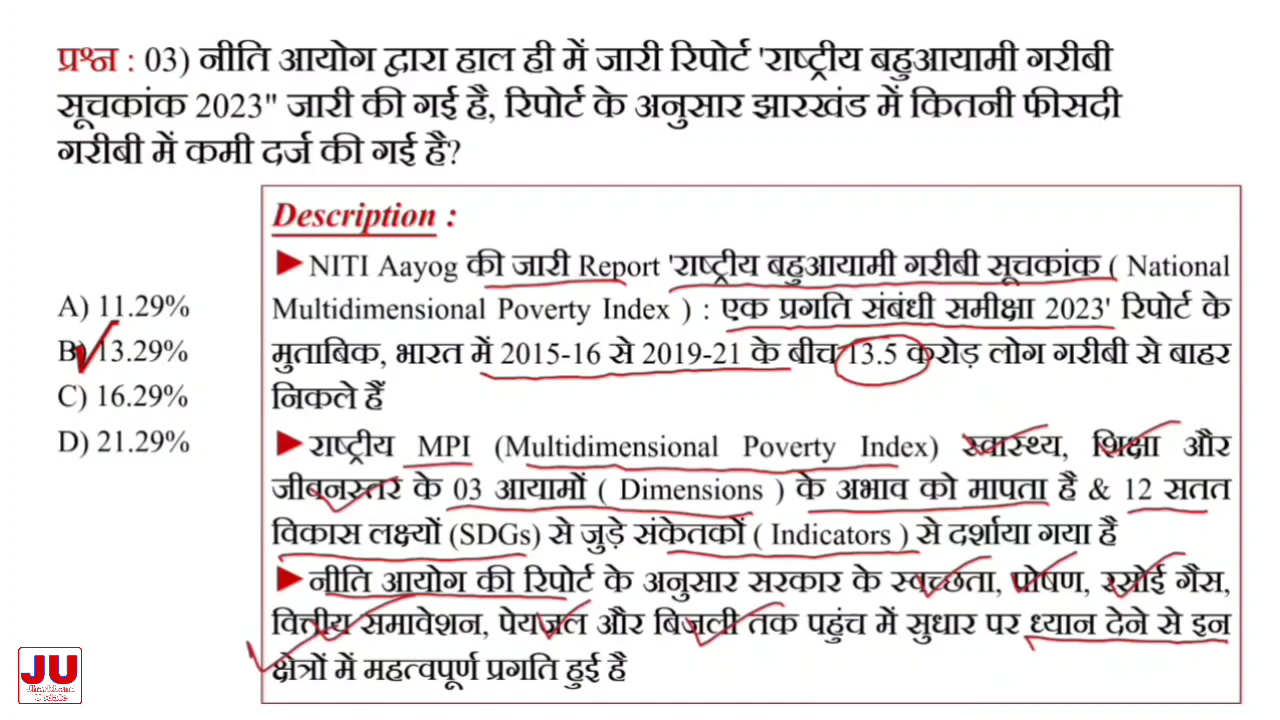 प्रश्न : 03) नीति आयोग द्वारा हाल ही में जारी रिपोर्ट 'राष्ट्रीय बहुआयामी गरीबी
सूचकांक 2023" जारी की गई है, रिपोर्ट के अनुसार झारखंड में कितनी फीसदी
गरीबी में कमी दर्ज की गई है?
A) 11.29%
B) 13.29%
C) 16.29%
D) 21.29%
Description :
►NITI Aayog की जारी Report 'राष्ट्रीय बहुआयामी गरीबी सूचकांक ( National
Multidimensional Poverty Index ) : एक प्रगति संबंधी समीक्षा 2023' रिपोर्ट के
मुताबिक, भारत में 2015-16 से 2019-21 के बीच 13.5 करोड़ लोग गरीबी से बाहर
निकले हैं
►राष्ट्रीय MPI (Multidimensional Poverty Index) स्वास्थ्य, शिक्षा और
जीवनस्तर के 03 आयामों ( Dimensions ) के अभाव को मापता है & 12 सतत
विकास लक्ष्यों (SDGs) से जुड़े संकेतकों ( Indicators ) से दर्शाया गया है
►नीति आयोग की रिपोर्ट के अनुसार सरकार के स्वच्छता, पोषण, रसोई गैस,
वित्तीय समावेशन, पेयजल और बिजली तक पहुंच में सुधार पर ध्यान देने से इन
क्षेत्रों में महत्वपूर्ण प्रगति हुई है
JU
Jharkhand
Update